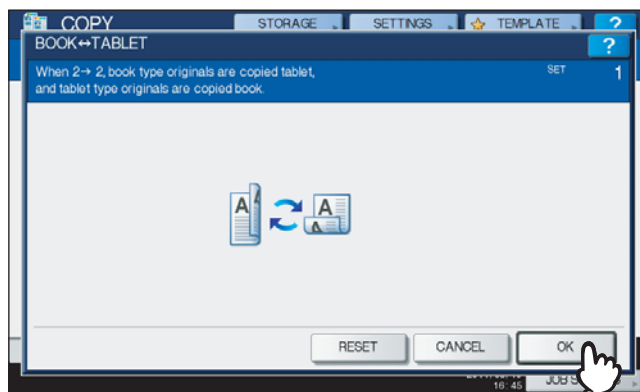 COPY
STORAGE
SETTINGS
TEMPLATE
?
BOOK↔TABLET
?
When 2→ 2, book type originals are copied tablet,
and tablet type originals are copied book.
SET
1
A
A
RESET
CANCEL
OK
16:45